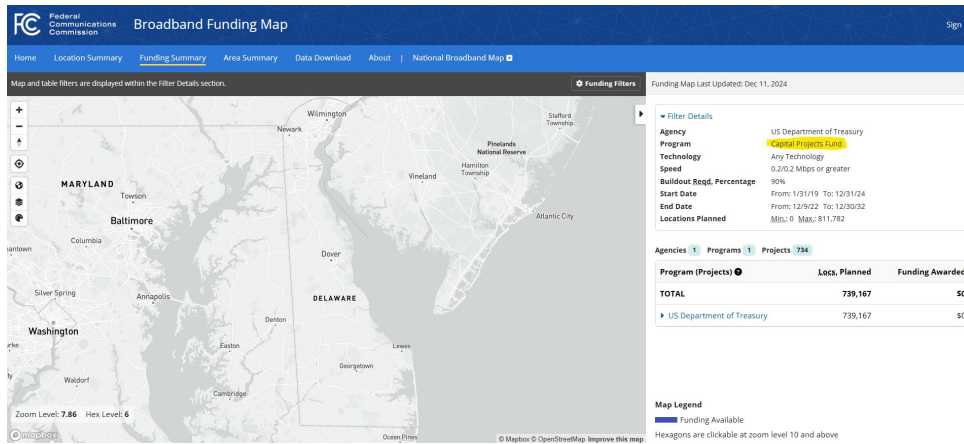 Federal
Communications
Commission
Broadband Funding Map
Sign
Home Location Summary Funding Summary Area Summary Data Download About | National Broadband Map
Map and table filters are displayed within the Filter Details section.
Funding Filters
Funding Map Last Updated: Dec 11, 2024
Filter Details
Agency US Department of Treasury
Program Capital Projects Fund
Technology Any Technology
Speed 0.2/0.2 Mbps or greater
Buildout Reqd. Percentage 90%
Start Date From: 1/31/19 To: 12/31/24
End Date From: 12/9/22 To: 12/30/32
Locations Planned Min.: 0 Max.: 811,782
Agencies 1 Programs 1 Projects 734
Program (Projects) Locs. Planned Funding Awarded
TOTAL 739,167 $0
US Department of Treasury 739,167 $0
Map Legend
Funding Available
Hexagons are clickable at zoom level 10 and above
Wilmington
Newark
Stafford
Township
Pinelands
National Reserve
Hamilton
Township
Vineland
MARYLAND
Towson
Baltimore
Atlantic City
Columbia
antown
Dover
Silver Spring
Annapolis
DELAWARE
Denton
Washington
rke
Easton
Lewes
Georgetown
ty
Waldorf
Cambridge
Zoom Level: 7.86 Hex Level: 6
Ocean Pines
mapbox
© Mapbox © OpenStreetMap Improve this map